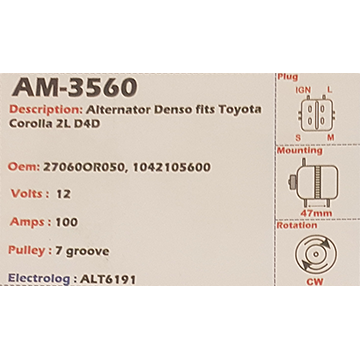 AM-3560
Description: Alternator Denso fits Toyota
Corolla 2L D4D
Oem: 27060OR050, 1042105600
Volts : 12
Amps : 100
Pulley : 7 groove
Electrolog : ALT6191
Plug
IGN L
S M
Mounting
47mm
Rotation
CW